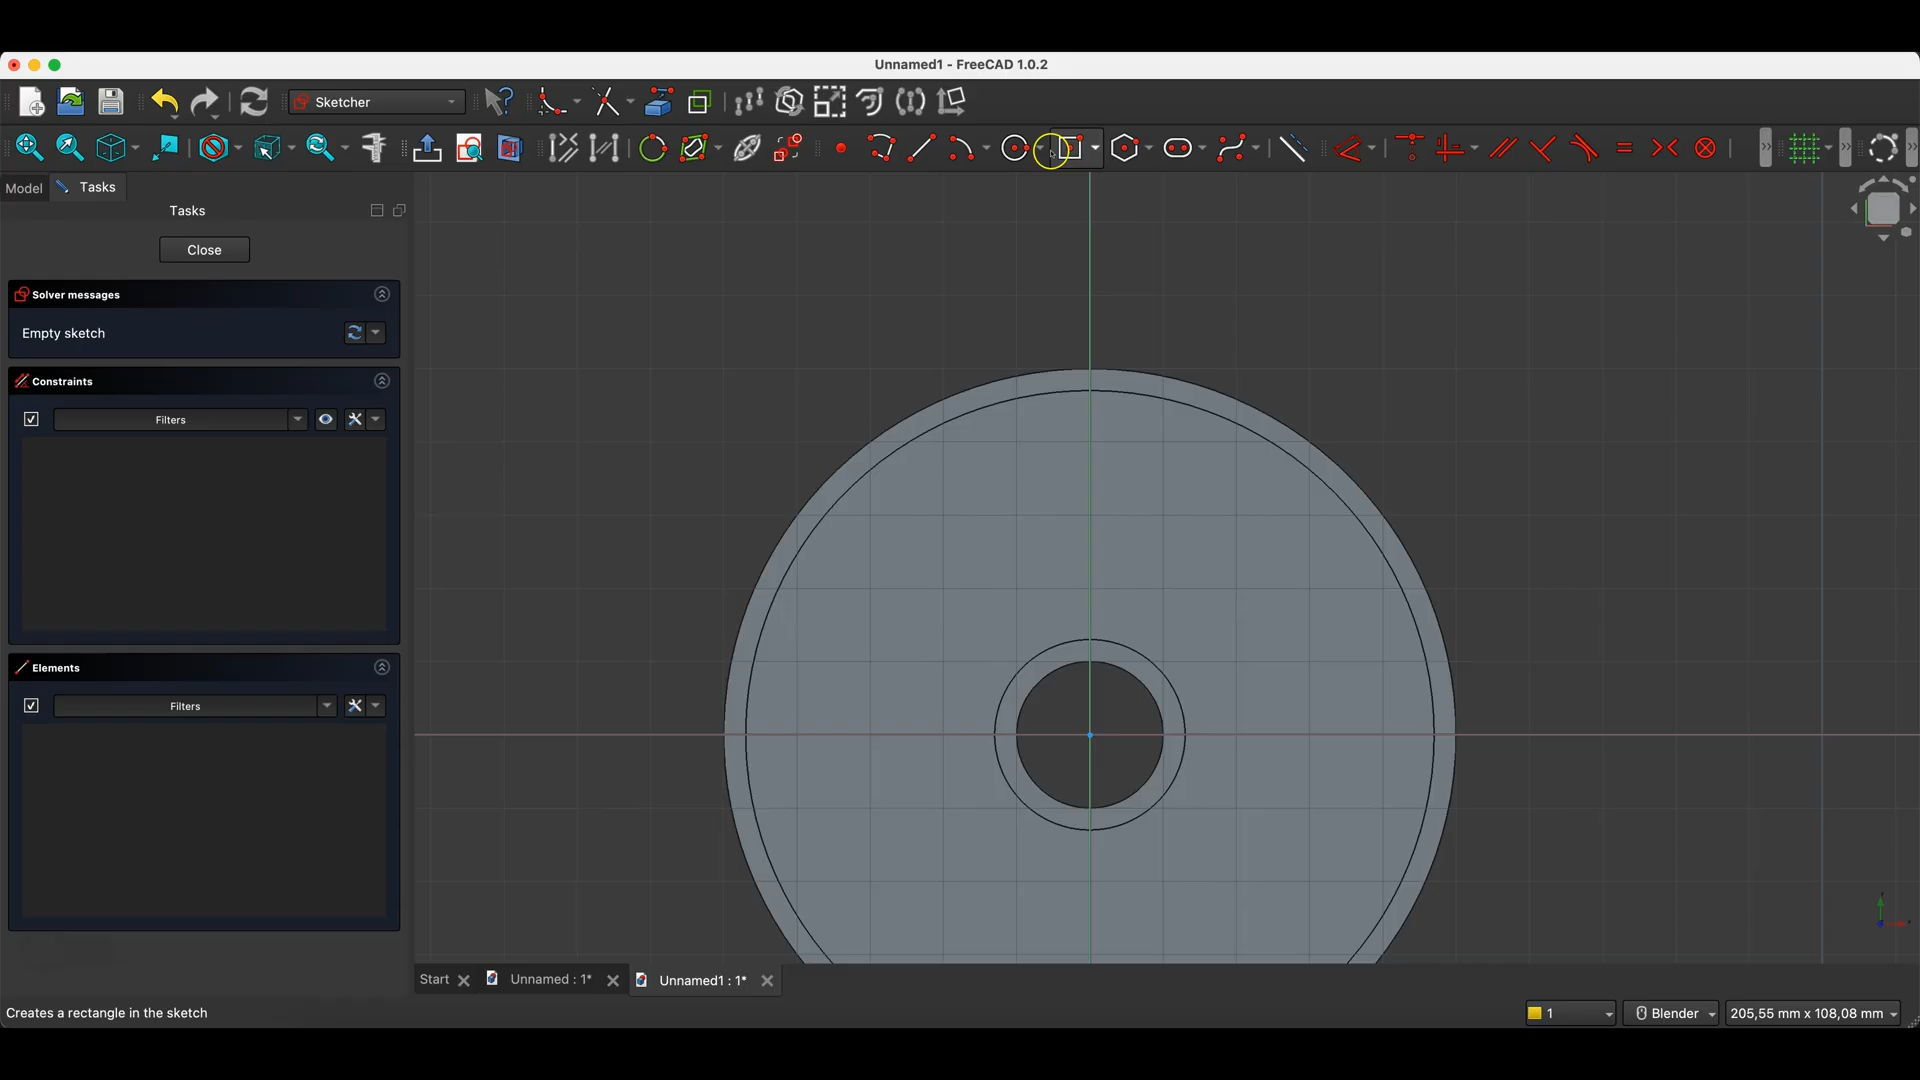 Unnamed1 - FreeCAD 1.0.2
Sketcher
Model
Tasks
Tasks
Close
Solver messages
Empty sketch
Constraints
Filters
Elements
Filters
Start
Unnamed : 1*
Unnamed1 : 1*
Creates a rectangle in the sketch
1
Blender
205,55 mm x 108,08 mm